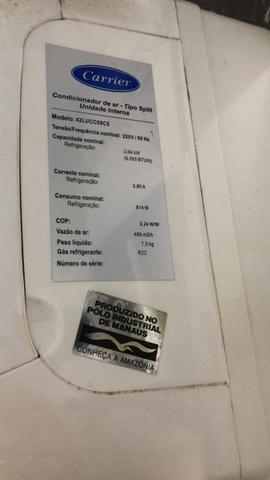 Carrier
Condicionador de ar - Tipo Split
Unidade Interna
Modelo: 42LUCC09C5
Tensão/Frequência nominal: 220V / 60 Hz
Capacidade nominal:
Refrigeração: 2,64 kW
(9.000 BTU/h)
Corrente nominal:
Refrigeração: 3,80 A
Consumo nominal:
Refrigeração: 814 W
COP: 3,24 W/W
Vazão de ar: 450 m3/h
Peso líquido: 7,5 kg
Gás refrigerante: R22
Número de série:
PRODUZIDO NO
PÓLO INDUSTRIAL
DE MANAUS
CONHEÇA A AMAZÔNIA